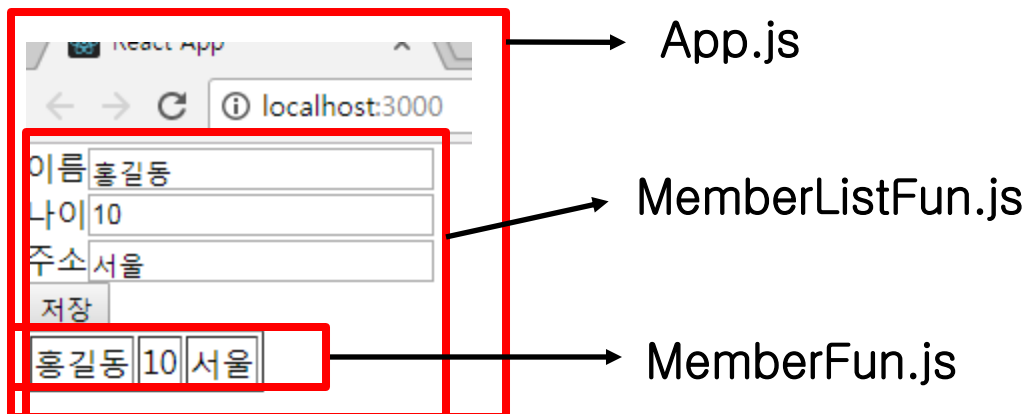 App.js
React App
localhost:3000
이름 홍길동
나이 10
MemberListFun.js
주소 서울
저장
홍길동 10 서울
MemberFun.js